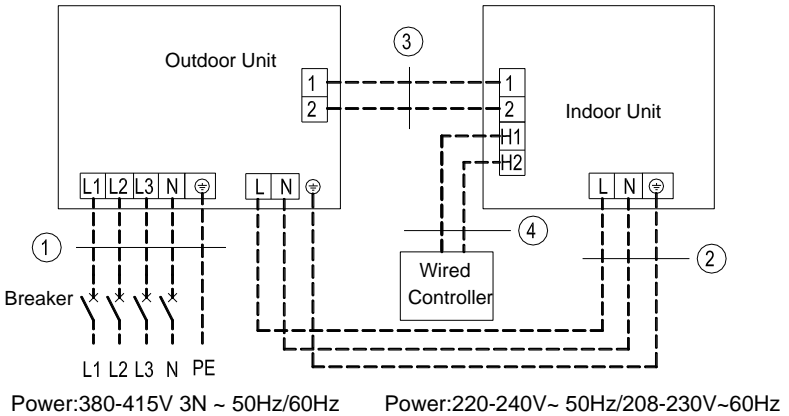 Outdoor Unit
3
1
2
1
2
H1
H2
Indoor Unit
L1 L2 L3 N ⏚
L N ⏚
L N ⏚
1
4
2
Wired
Controller
Breaker
L1 L2 L3 N PE
Power:380-415V 3N ~ 50Hz/60Hz
Power:220-240V~ 50Hz/208-230V~60Hz